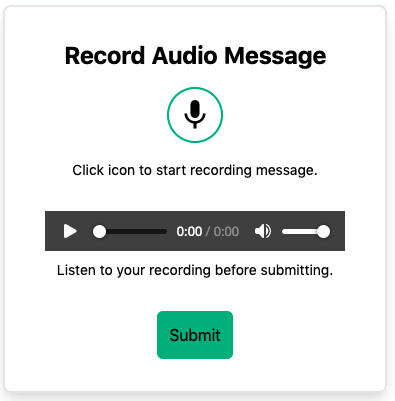 Record Audio Message
Click icon to start recording message.
0:00 / 0:00
Listen to your recording before submitting.
Submit